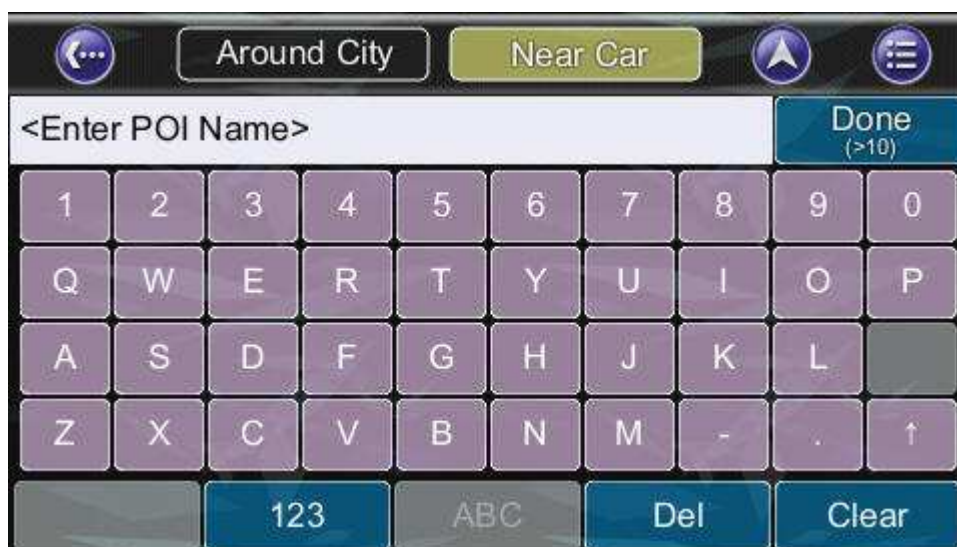 Around City Near Car
<Enter POI Name> Done
(>10)
1 2 3 4 5 6 7 8 9 0
Q W E R T Y U I O P
A S D F G H J K L
Z X C V B N M - . ↑
123 ABC Del Clear